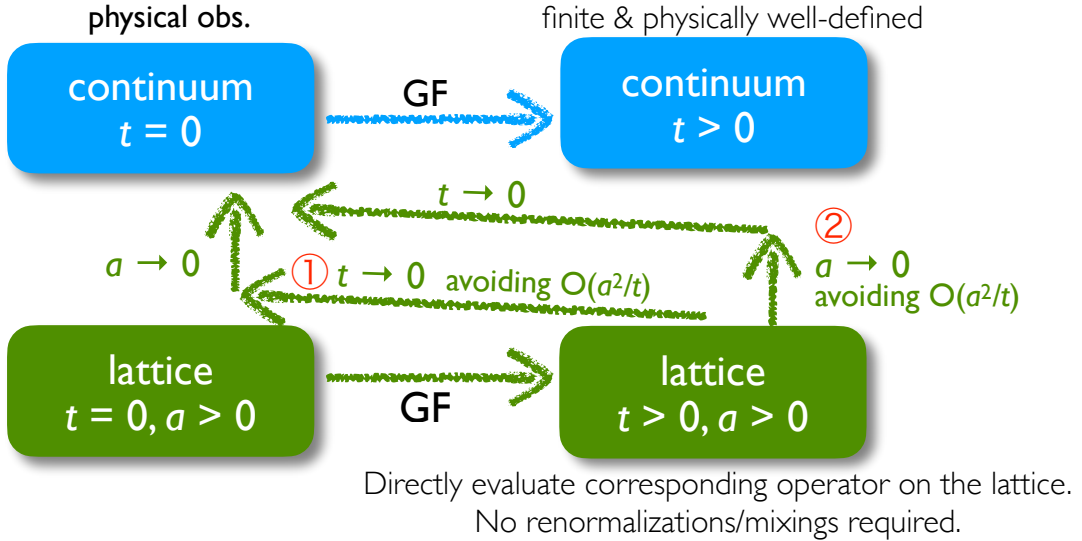 physical obs.
finite & physically well-defined
continuum
t = 0
GF
continuum
t > 0
t → 0
②
a → 0
① t → 0 avoiding O(a²/t)
a → 0
avoiding O(a²/t)
lattice
t = 0, a > 0
GF
lattice
t > 0, a > 0
Directly evaluate corresponding operator on the lattice.
No renormalizations/mixings required.